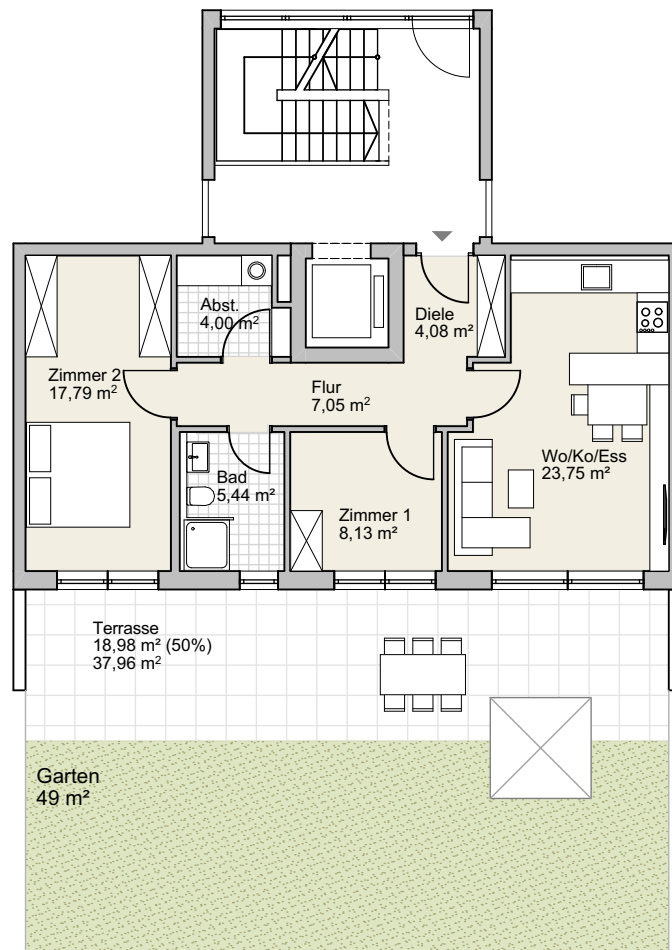 Abst.
4,00 m²
Diele
4,08 m²
Zimmer 2
17,79 m²
Flur
7,05 m²
Wo/Ko/Ess
23,75 m²
Bad
5,44 m²
Zimmer 1
8,13 m²
Terrasse
18,98 m² (50%)
37,96 m²
Garten
49 m²